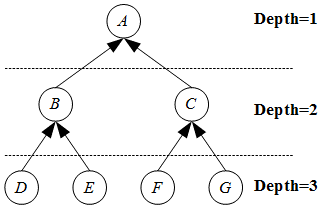 A Depth=1
B C Depth=2
D E F G Depth=3